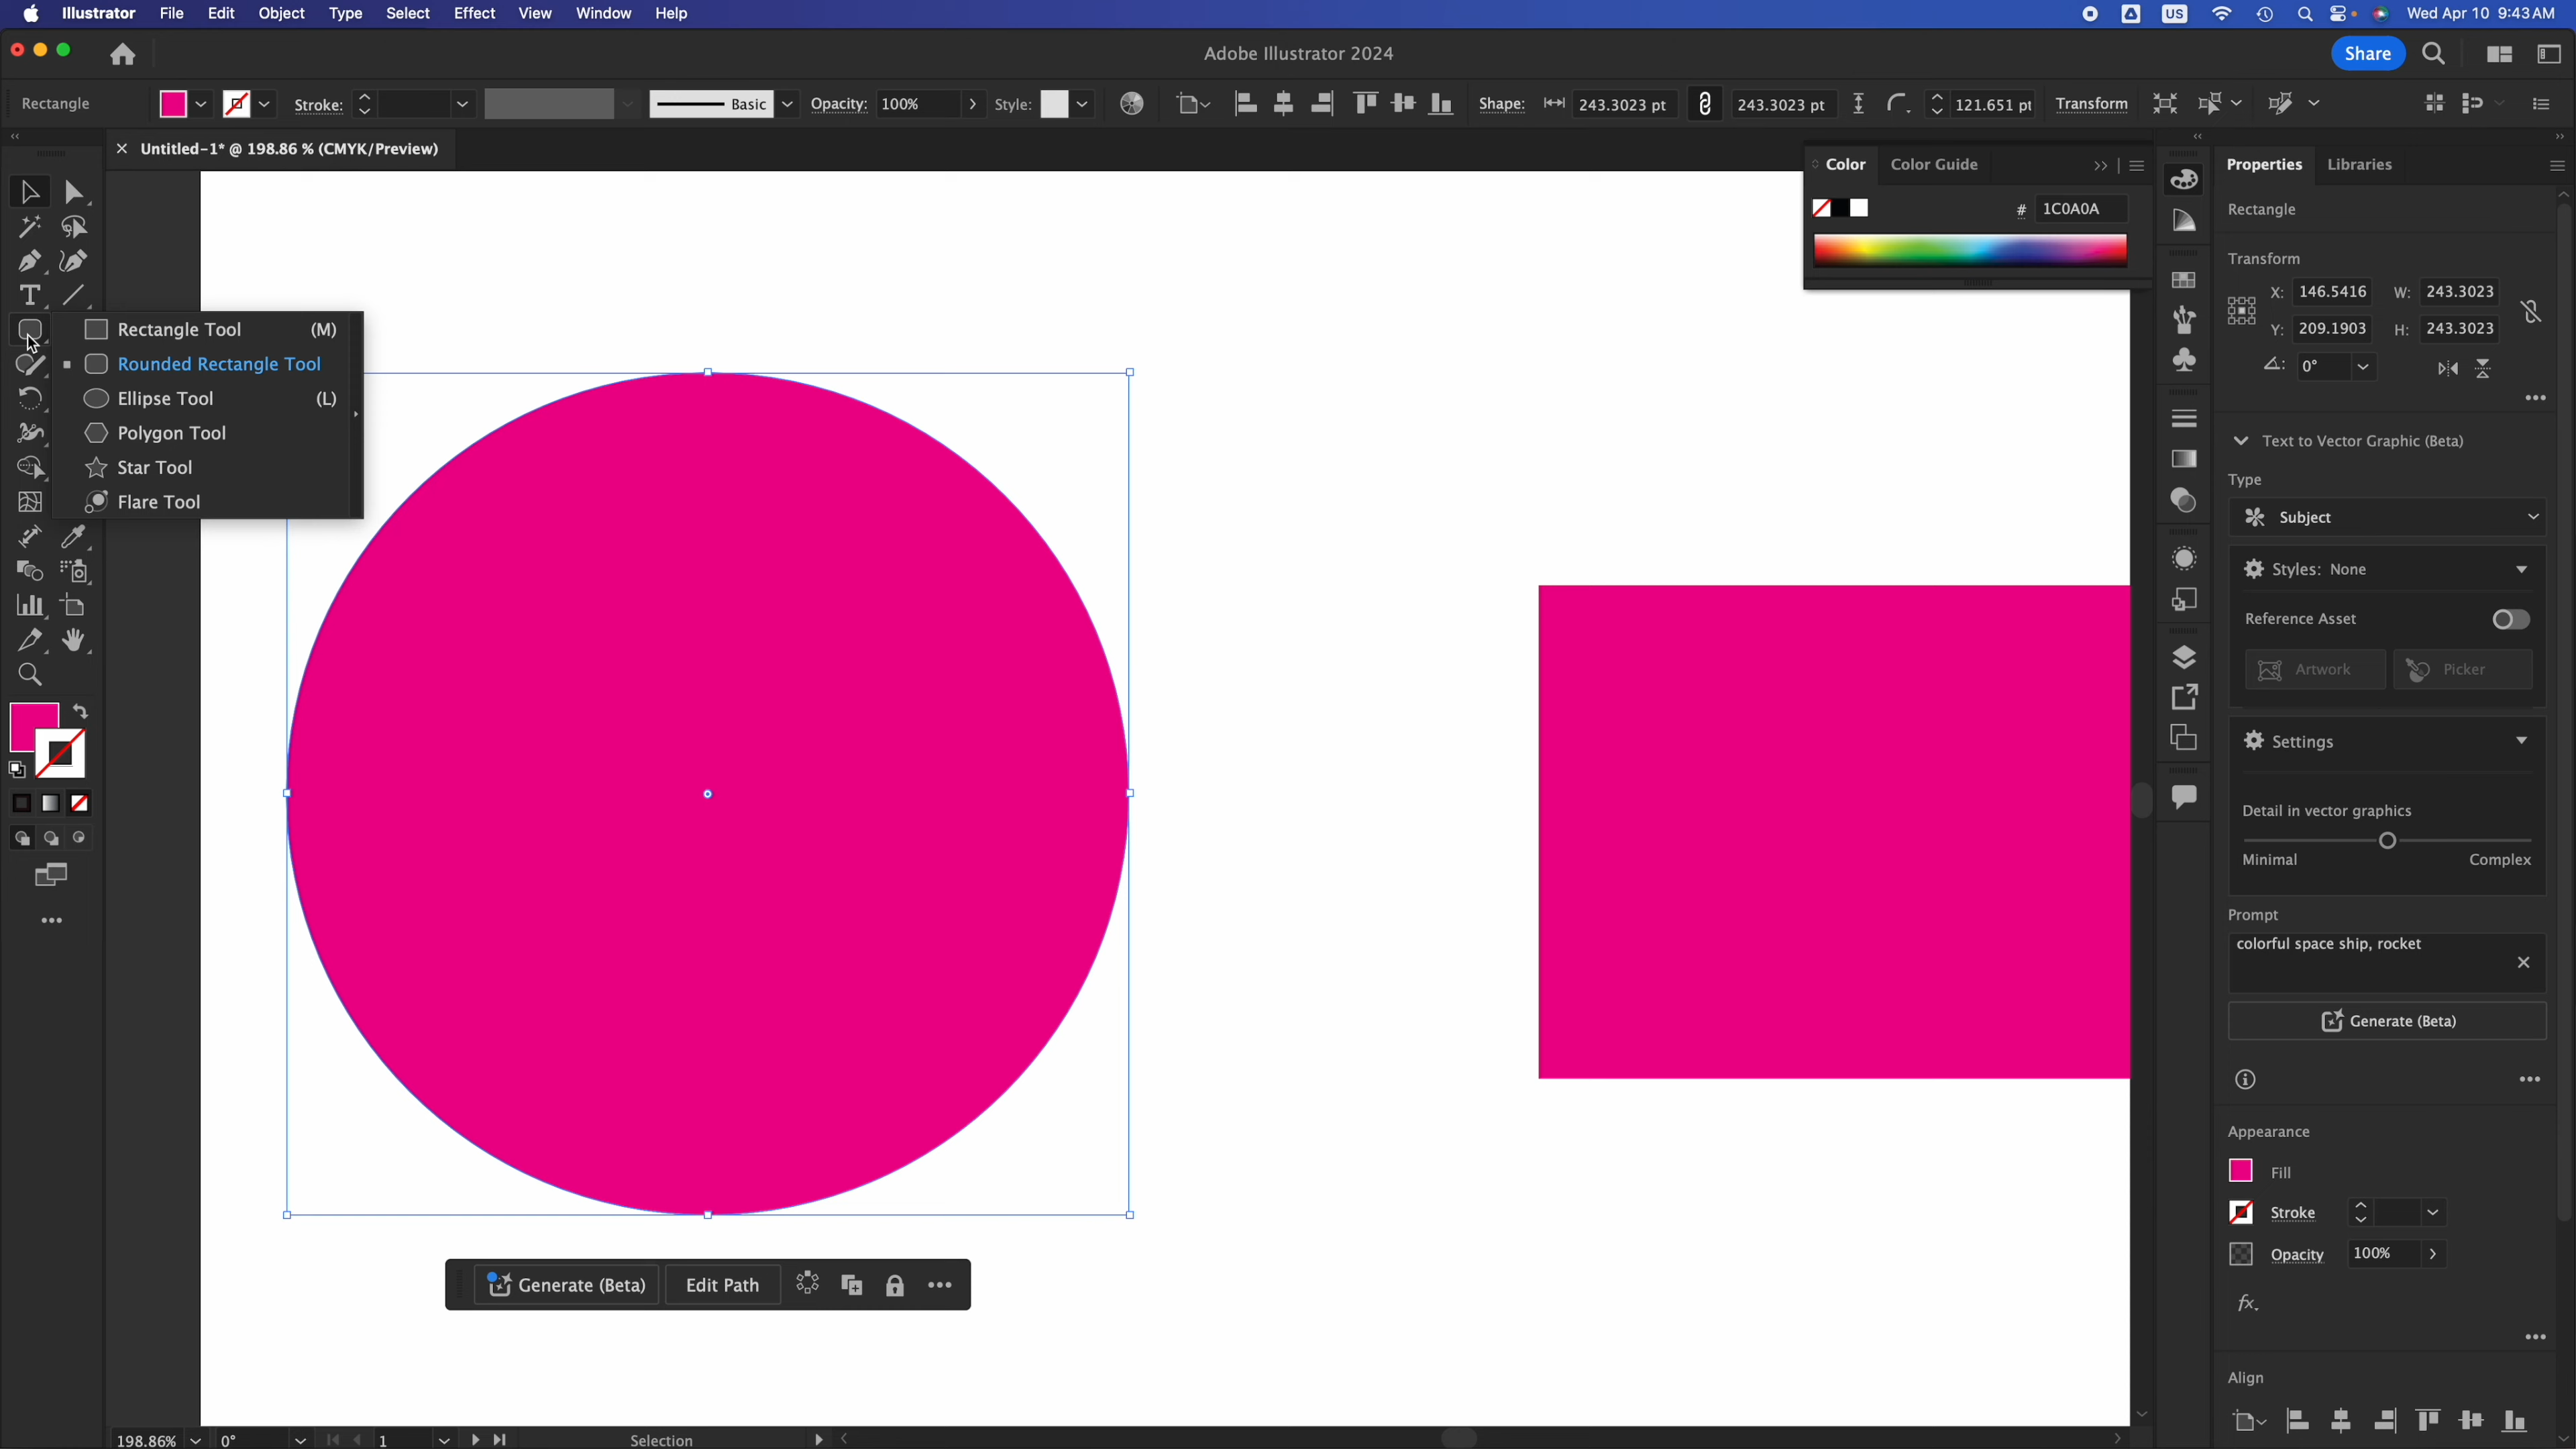 Illustrator File Edit Object Type Select Effect View Window Help US Wed Apr 10 9:43 AM
Adobe Illustrator 2024 Share
Rectangle Stroke: Basic Opacity: 100% Style: Shape: 243.3023 pt 243.3023 pt 121.651 pt Transform
Untitled-1* @ 198.86 % (CMYK/Preview)
Color Color Guide
# 1C0A0A
Rectangle Tool (M)
Rounded Rectangle Tool
Ellipse Tool (L)
Polygon Tool
Star Tool
Flare Tool
Generate (Beta) Edit Path
198.86% 0° 1 Selection
Properties Libraries
Rectangle
Transform
X: 146.5416 W: 243.3023
Y: 209.1903 H: 243.3023
0°
Text to Vector Graphic (Beta)
Type
Subject
Styles: None
Reference Asset
Artwork Picker
Settings
Detail in vector graphics
Minimal Complex
Prompt
colorful space ship, rocket
Generate (Beta)
Appearance
Fill
Stroke
Opacity 100%
fx.
Align